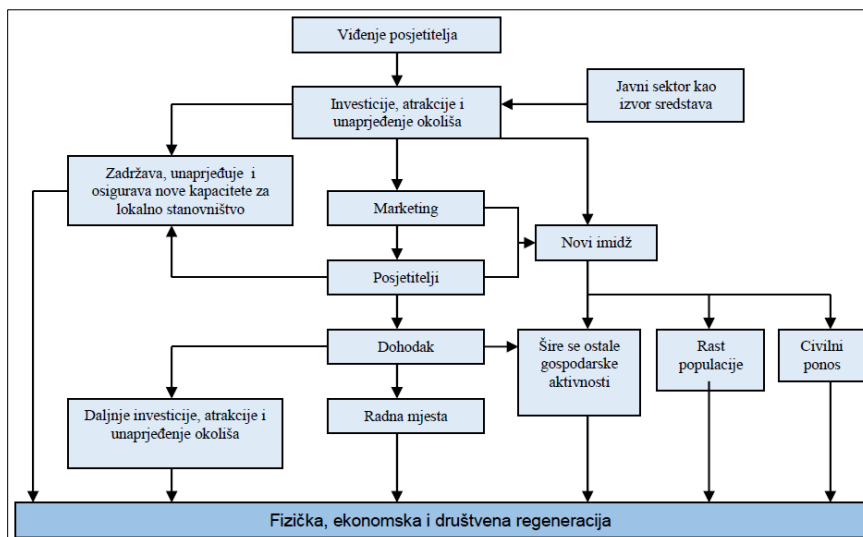 Viđenje posjetitelja
Javni sektor kao
izvor sredstava
Investicije, atrakcije i
unaprjeđenje okoliša
Zadržava, unaprjeđuje i
osigurava nove kapacitete za
lokalno stanovništvo
Marketing
Novi imidž
Posjetitelji
Dohodak
Šire se ostale
gospodarske
aktivnosti
Rast
populacije
Civilni
ponos
Daljnje investicije, atrakcije i
unaprjeđenje okoliša
Radna mjesta
Fizička, ekonomska i društvena regeneracija